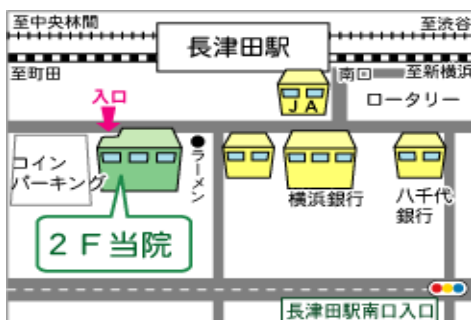 至中央林間
至渋谷
長津田駅
至町田
南口
至新横浜
JA
ロータリー
入口
コイン
パーキング
ラーメン
横浜銀行
八千代
銀行
2F当院
長津田駅南口入口